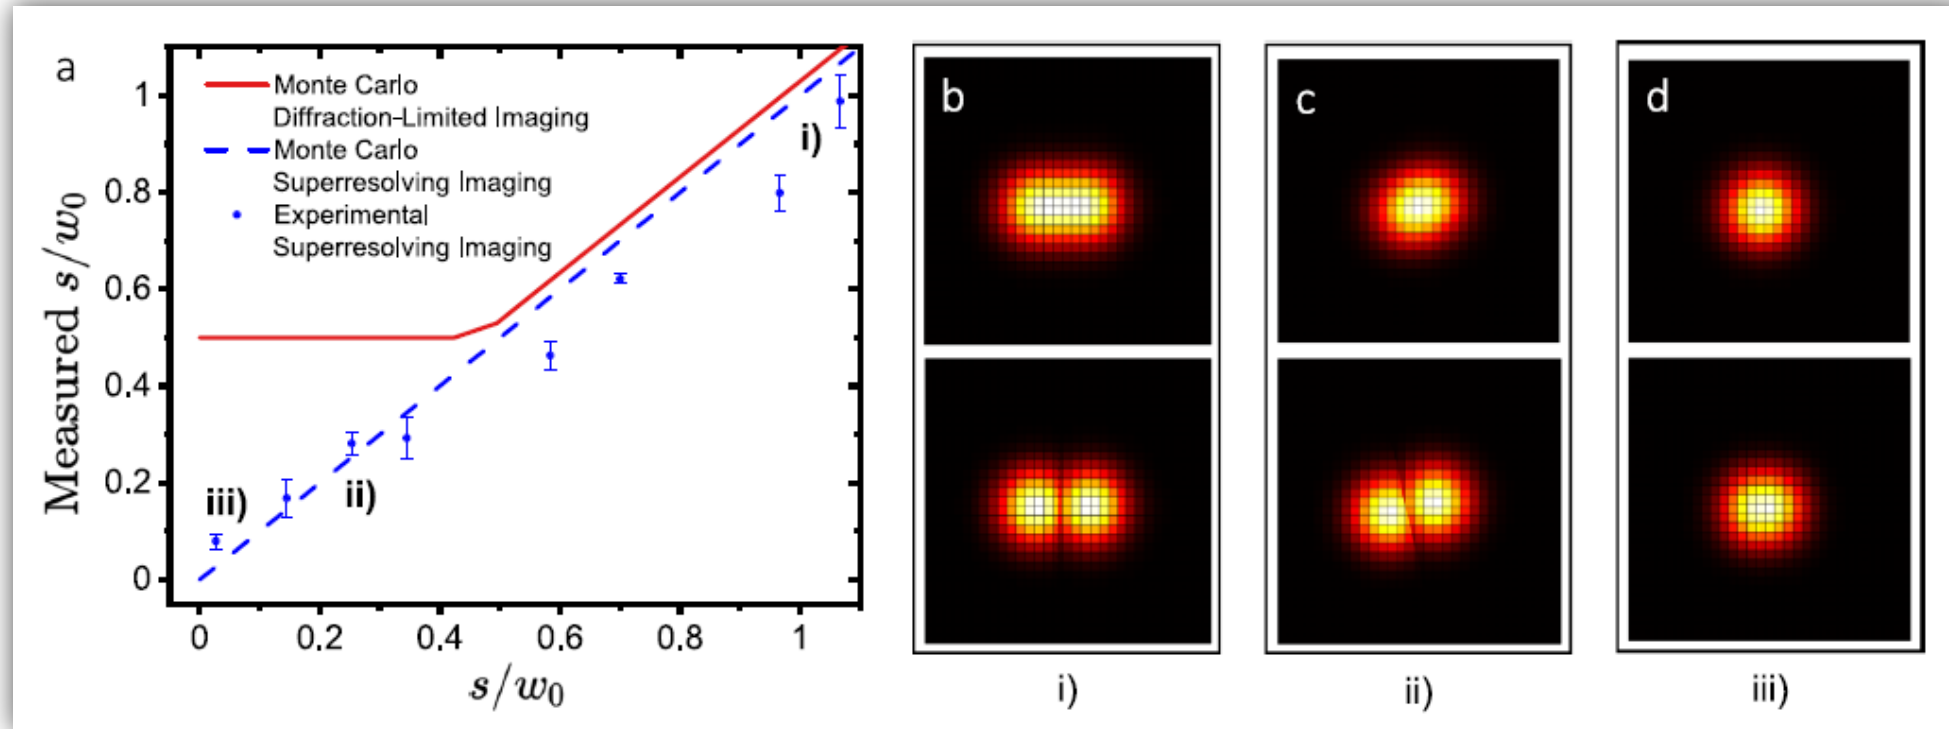 a
Monte Carlo
Diffraction-Limited Imaging
Monte Carlo
Superresolving Imaging
Experimental
Superresolving Imaging
Measured s/w₀
1
0.8
0.6
0.4
0.2
0
i)
ii)
iii)
0 0.2 0.4 0.6 0.8 1
s/w₀
b
c
d
i)
ii)
iii)